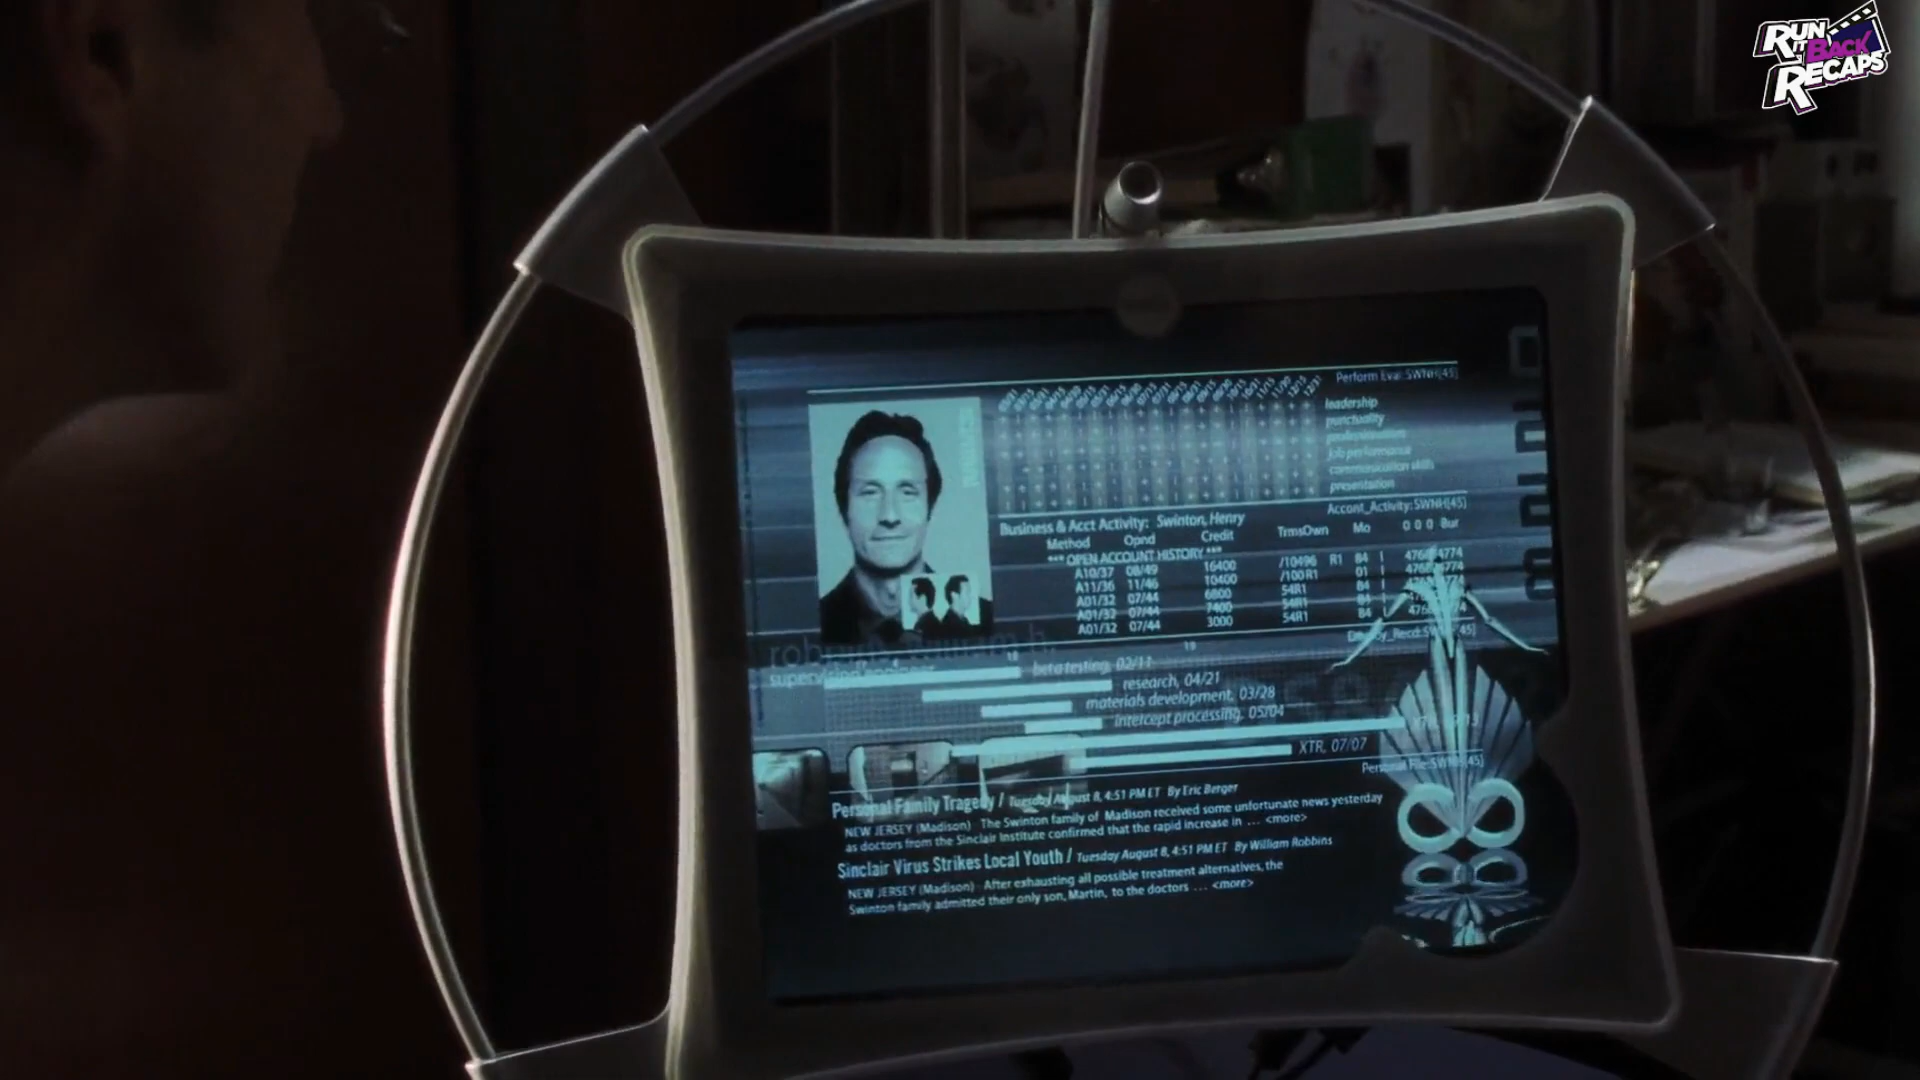 RUN IT BACK RECAPS
Perform Eval:SWNH[45]
leadership
punctuality
professionalism
job performance
communication skills
presentation
Accont_Activity:SWNH[45]
Business & Acct Activity: Swinton, Henry
Method Opnd Credit TrmsOwn Mo 0 0 0 Bur
*** OPEN ACCOUNT HISTORY ***
A10/37 08/49 16400 /10496 R1 84
A11/36 11/46 10400 /100R1 01
A01/32 07/44 6800 54R1 84
A01/32 07/44 7400 54R1
A01/32 07/44 3000 54R1 84
beta testing, 02/11
research, 04/21
materials development, 03/28
intercept processing, 05/04
XTR, 07/07
Personal File:SWNH[45]
Personal Family Tragedy / Tuesday August 8, 4:51 PM ET By Eric Berger
NEW JERSEY (Madison) The Swinton family of Madison received some unfortunate news yesterday
as doctors from the Sinclair Institute confirmed that the rapid increase in ... <more>
Sinclair Virus Strikes Local Youth / Tuesday August 8, 4:51 PM ET By William Robbins
NEW JERSEY (Madison) After exhausting all possible treatment alternatives, the
Swinton family admitted their only son, Martin, to the doctors ... <more>